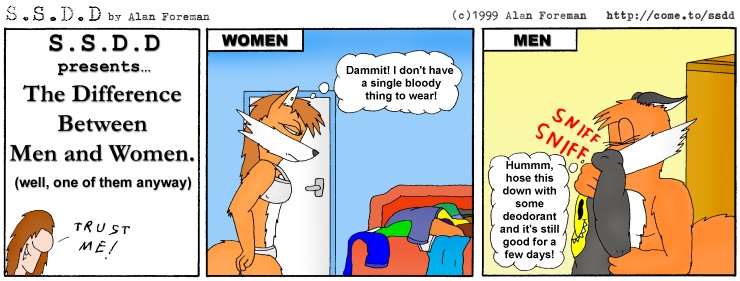 S.S.D.D by Alan Foreman
(c)1999 Alan Foreman http://come.to/ssdd
S.S.D.D
presents...
The Difference
Between
Men and Women.
(well, one of them anyway)
TRUST
ME!
WOMEN
Dammit! I don't have
a single bloody
thing to wear!
MEN
SNIFF
SNIFF
Hummm,
hose this
down with
some
deodorant
and it's still
good for a
few days!